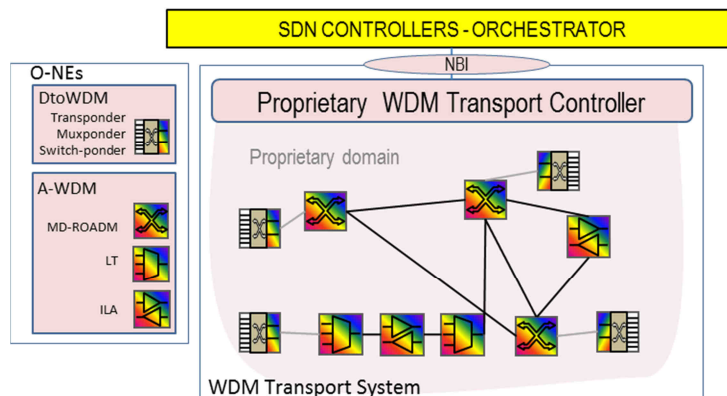 SDN CONTROLLERS - ORCHESTRATOR
NBI
O-NEs
DtoWDM
Transponder
Muxponder
Switch-ponder
A-WDM
MD-ROADM
LT
ILA
Proprietary WDM Transport Controller
Proprietary domain
WDM Transport System